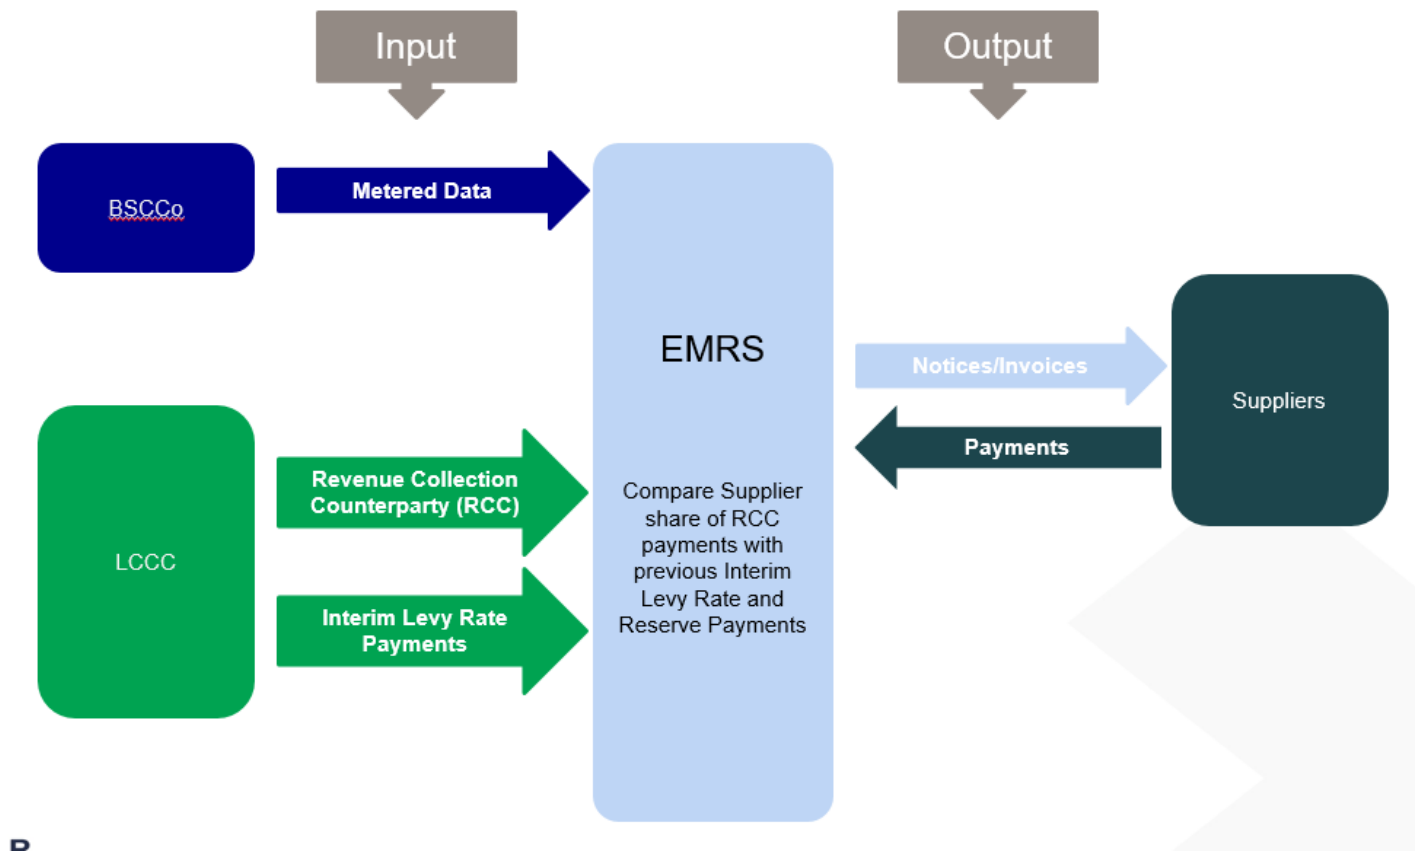 Input
Output
BSCCo
Metered Data
EMRS
Notices/Invoices
Suppliers
Payments
Revenue Collection
Counterparty (RCC)
LCCC
Interim Levy Rate
Payments
Compare Supplier
share of RCC
payments with
previous Interim
Levy Rate and
Reserve Payments